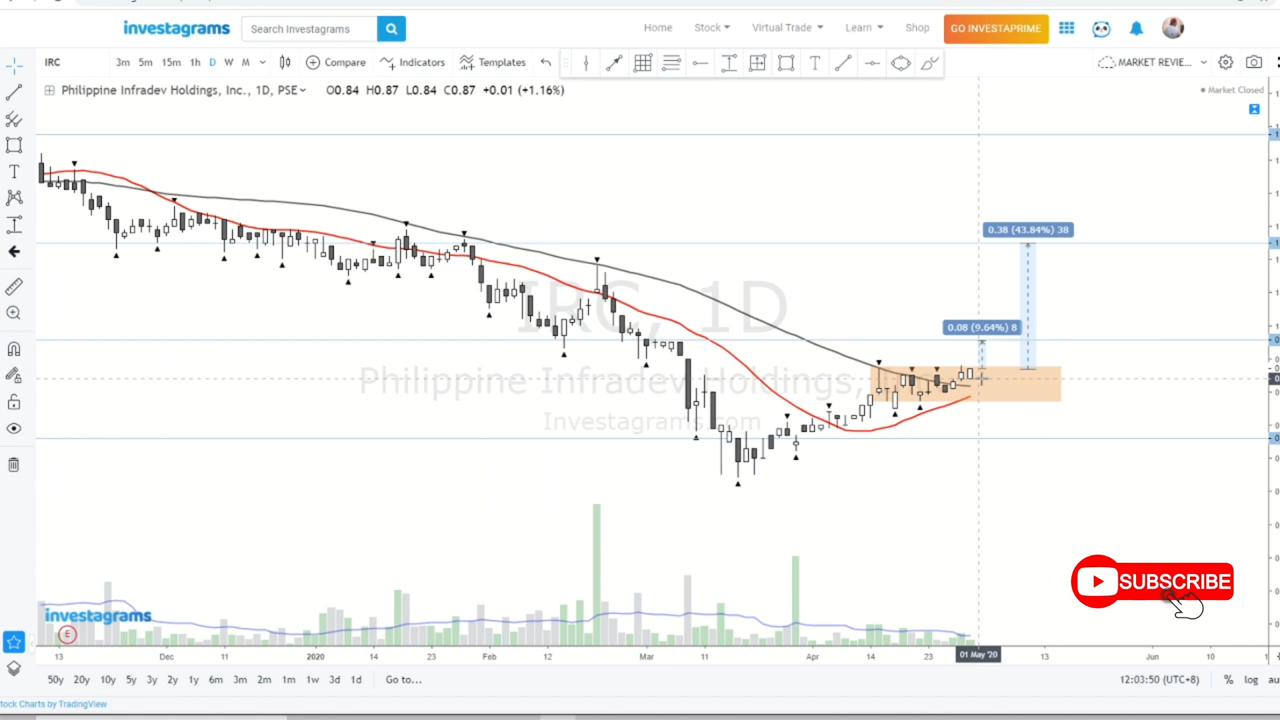 investagrams
Search Investagrams
Home
Stock
Virtual Trade
Learn
Shop
GO INVESTAPRIME
IRC
3m 5m 15m 1h D W M
Compare
Indicators
Templates
MARKET REVIE...
Philippine Infradev Holdings, Inc., 1D, PSE
O0.84 H0.87 L0.84 C0.87 +0.01 (+1.16%)
Market Closed
0.38 (43.84%) 38
IRC, 1D
0.08 (9.64%) 8
Philippine Infradev Holdings, Inc.
Investagrams.com
SUBSCRIBE
investagrams
E
13 Dec 11 2020 14 23 Feb 12 Mar 11 Apr 14 23 01 May '20 13 Jun 10
50y 20y 10y 5y 3y 2y 1y 6m 3m 2m 1m 1w 3d 1d Go to...
12:03:50 (UTC+8)
% log
Stock Charts by TradingView